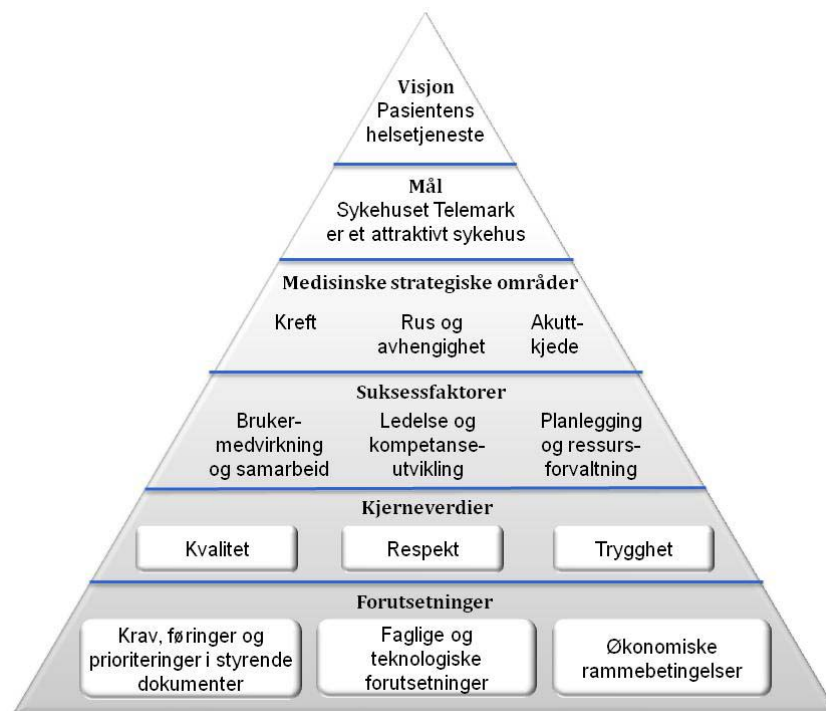 Visjon
Pasientens
helsetjeneste
Mål
Sykehuset Telemark
er et attraktivt sykehus
Medisinske strategiske områder
Kreft
Rus og
avhengighet
Akutt-
kjede
Suksessfaktorer
Bruker-
medvirkning
og samarbeid
Ledelse og
kompetanse-
utvikling
Planlegging
og ressurs-
forvaltning
Kjerneverdier
Kvalitet
Respekt
Trygghet
Forutsetninger
Krav, føringer og
prioriteringer i styrende
dokumenter
Faglige og
teknologiske
forutsetninger
Økonomiske
rammebetingelser